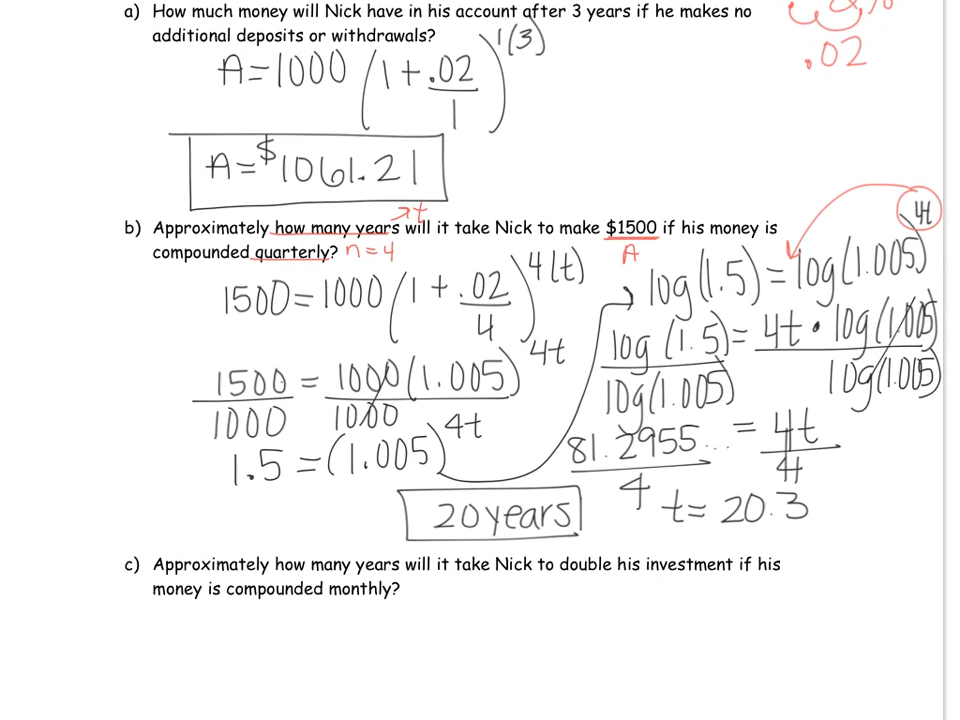 a) How much money will Nick have in his account after 3 years if he makes no
additional deposits or withdrawals?
.02
A=1000 (1+.02/1)^1(3)
A=$1061.21
b) Approximately how many years will it take Nick to make $1500 if his money is
t
compounded quarterly? n=4
A
1500=1000(1+.02/4)^4(t)
1500/1000 = 1000(1.005)^4t/1000
1.5=(1.005)^4t
log(1.5)=log(1.005)^4t
log(1.5)/log(1.005)=4t·log(1.005)/log(1.005)
81.2955.../4 = 4t/4
t=20.3
20 years
c) Approximately how many years will it take Nick to double his investment if his
money is compounded monthly?